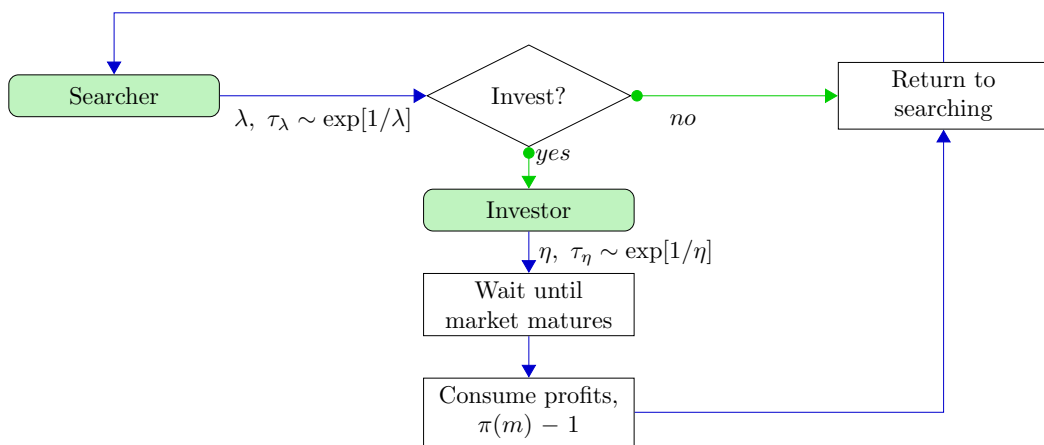 Searcher
λ, τ_λ ∼ exp[1/λ]
Invest?
no
Return to
searching
yes
Investor
η, τ_η ∼ exp[1/η]
Wait until
market matures
Consume profits,
π(m) − 1